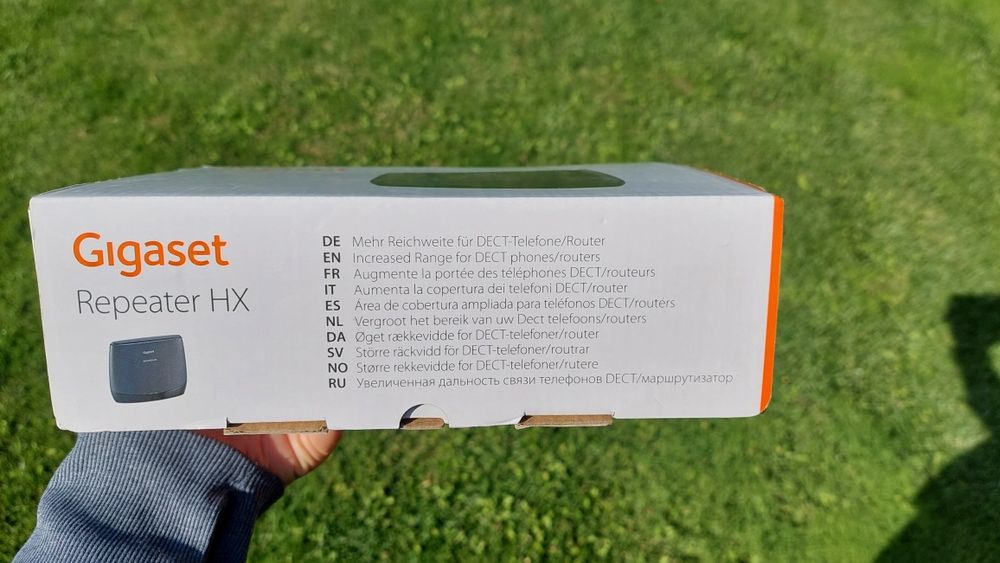 Gigaset
Repeater HX
Gigaset
DE Mehr Reichweite für DECT-Telefone/Router
EN Increased Range for DECT phones/routers
FR Augmente la portée des téléphones DECT/routeurs
IT Aumenta la copertura dei telefoni DECT/router
ES Área de cobertura ampliada para teléfonos DECT/routers
NL Vergroot het bereik van uw Dect telefoons/routers
DA Øget rækkevidde for DECT-telefoner/router
SV Större räckvidd för DECT-telefoner/routrar
NO Større rekkevidde for DECT-telefoner/rutere
RU Увеличенная дальность связи телефонов DECT/маршрутизатор